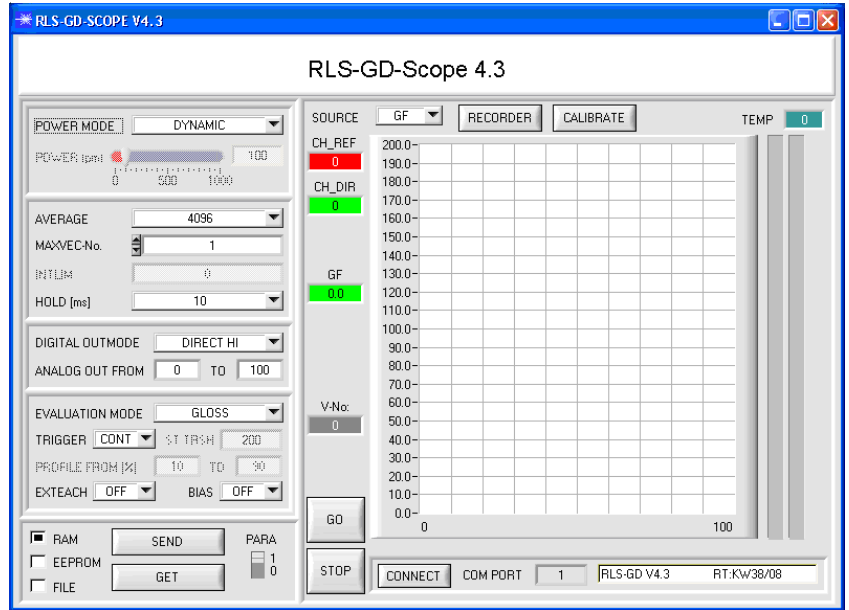 RLS-GD-SCOPE V4.3
RLS-GD-Scope 4.3
POWER MODE DYNAMIC
POWER [pm] 100
0 500 1000
AVERAGE 4096
MAXVEC-No. 1
INTLIM 0
HOLD [ms] 10
DIGITAL OUTMODE DIRECT HI
ANALOG OUT FROM 0 TO 100
EVALUATION MODE GLOSS
TRIGGER CONT ST TRSH 200
PROFILE FROM [%] 10 TO 90
EXTEACH OFF BIAS OFF
RAM
EEPROM
FILE
SEND
GET
PARA
1
0
SOURCE GF RECORDER CALIBRATE TEMP 0
CH_REF
0
CH_DIR
0
GF
0.0
V-No:
0
GO
STOP
200.0
190.0
180.0
170.0
160.0
150.0
140.0
130.0
120.0
110.0
100.0
90.0
80.0
70.0
60.0
50.0
40.0
30.0
20.0
10.0
0.0
0 100
CONNECT COM PORT 1 RLS-GD V4.3 RT:KW38/08